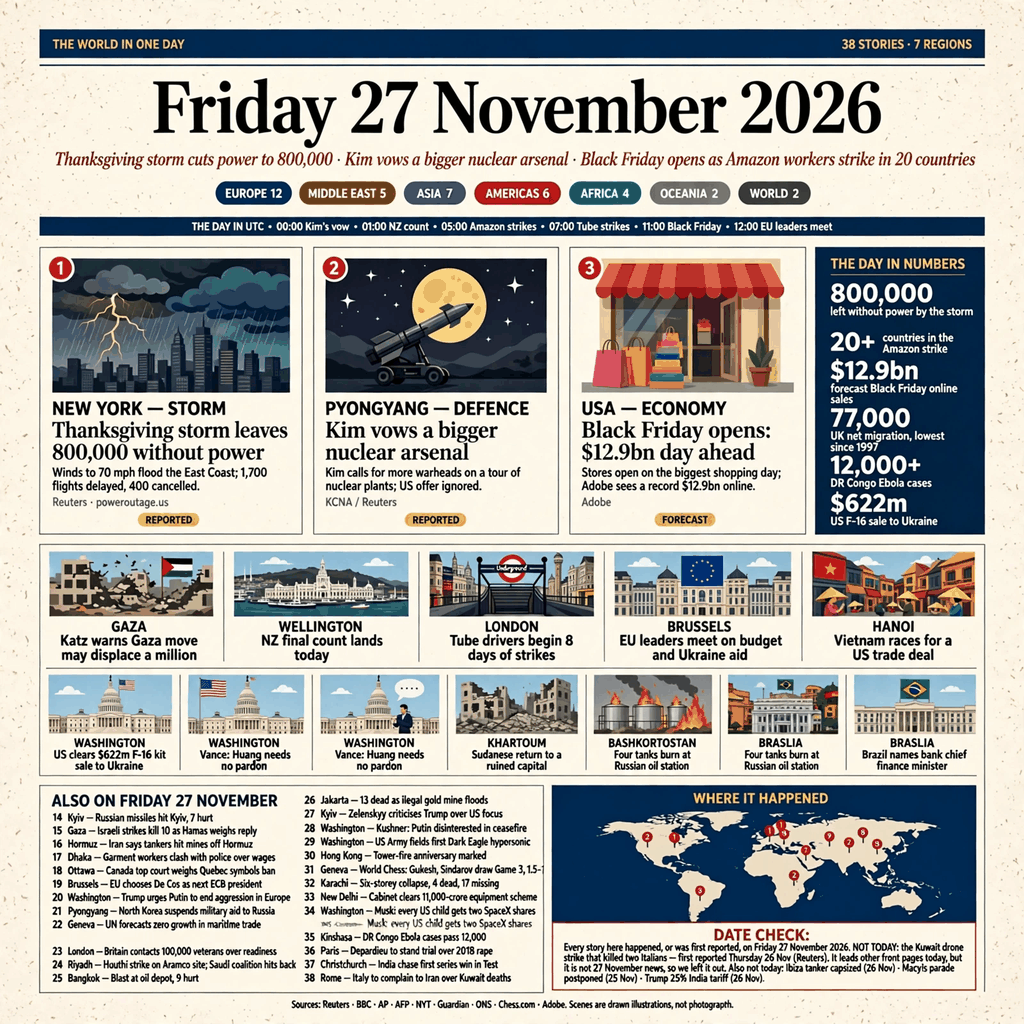 THE WORLD IN ONE DAY
38 STORIES · 7 REGIONS
Friday 27 November 2026
Thanksgiving storm cuts power to 800,000 · Kim vows a bigger nuclear arsenal · Black Friday opens as Amazon workers strike in 20 countries
EUROPE 12
MIDDLE EAST 5
ASIA 7
AMERICAS 6
AFRICA 4
OCEANIA 2
WORLD 2
THE DAY IN UTC • 00:00 Kim's vow • 01:00 NZ count • 05:00 Amazon strikes • 07:00 Tube strikes • 11:00 Black Friday • 12:00 EU leaders meet
1
NEW YORK — STORM
Thanksgiving storm leaves
800,000 without power
Winds to 70 mph flood the East Coast; 1,700
flights delayed, 400 cancelled.
Reuters · poweroutage.us
REPORTED
2
PYONGYANG — DEFENCE
Kim vows a bigger
nuclear arsenal
Kim calls for more warheads on a tour of
nuclear plants; US offer ignored.
KCNA / Reuters
REPORTED
3
USA — ECONOMY
Black Friday opens:
$12.9bn day ahead
Stores open on the biggest shopping day;
Adobe sees a record $12.9bn online.
Adobe
FORECAST
THE DAY IN NUMBERS
800,000
left without power by the storm
20+ countries in the
Amazon strike
$12.9bn
forecast Black Friday online
sales
77,000
UK net migration, lowest
since 1997
12,000+
DR Congo Ebola cases
$622m
US F-16 sale to Ukraine
GAZA
Katz warns Gaza move
may displace a million
WELLINGTON
NZ final count lands
today
Underground
LONDON
Tube drivers begin 8
days of strikes
BRUSSELS
EU leaders meet on budget
and Ukraine aid
HANOI
Vietnam races for a
US trade deal
WASHINGTON
US clears $622m F-16 kit
sale to Ukraine
WASHINGTON
Vance: Huang needs
no pardon
WASHINGTON
Vance: Huang needs
no pardon
KHARTOUM
Sudanese return to a
ruined capital
BASHKORTOSTAN
Four tanks burn at
Russian oil station
BRASLIA
Four tanks burn at
Russian oil station
BRASLIA
Brazil names bank chief
finance minister
ALSO ON FRIDAY 27 NOVEMBER
14 Kyiv — Russian missiles hit Kyiv, 7 hurt
15 Gaza — Israeli strikes kill 10 as Hamas weighs reply
16 Hormuz — Iran says tankers hit mines off Hormuz
17 Dhaka — Garment workers clash with police over wages
18 Ottawa — Canada top court weighs Quebec symbols ban
19 Brussels — EU chooses De Cos as next ECB president
20 Washington — Trump urges Putin to end aggression in Europe
21 Pyongyang — North Korea suspends military aid to Russia
22 Geneva — UN forecasts zero growth in maritime trade
23 London — Britain contacts 100,000 veterans over readiness
24 Riyadh — Houthi strike on Aramco site; Saudi coalition hits back
25 Bangkok — Blast at oil depot, 9 hurt
26 Jakarta — 13 dead as ilegal gold mine floods
27 Kyiv — Zelenskyy criticises Trump over US focus
28 Washington — Kushner: Putin disinterested in ceasefire
29 Washington — US Army fields first Dark Eagle hypersonic
30 Hong Kong — Tower-fire anniversary marked
31 Geneva — World Chess: Gukesh, Sindarov draw Game 3, 1.5-1
32 Karachi — Six-storey collapse, 4 dead, 17 missing
33 New Delhi — Cabinet clears 11,000-crore equipment scheme
34 Washington — Musk: every US child gets two SpaceX shares
Musk: every US child gets two SpaceX shares
35 Kinshasa — DR Congo Ebola cases pass 12,000
36 Paris — Depardieu to stand trial over 2018 rape
37 Christchurch — India chase first series win in Test
38 Rome — Italy to complain to Iran over Kuwait deaths
WHERE IT HAPPENED
DATE CHECK:
Every story here happened, or was first reported, on Friday 27 November 2026. NOT TODAY: the Kuwait drone
strike that killed two Italians — first reported Thursday 26 Nov (Reuters). It leads other front pages today, but
it is not 27 November news, so we left it out. Also not today: Ibiza tanker capsized (26 Nov) · Macy's parade
postponed (25 Nov) · Trump 25% India tariff (26 Nov).
Sources: Reuters · BBC · AP · AFP · NYT · Guardian · ONS · Chess.com · Adobe. Scenes are drawn illustrations, not photograph.